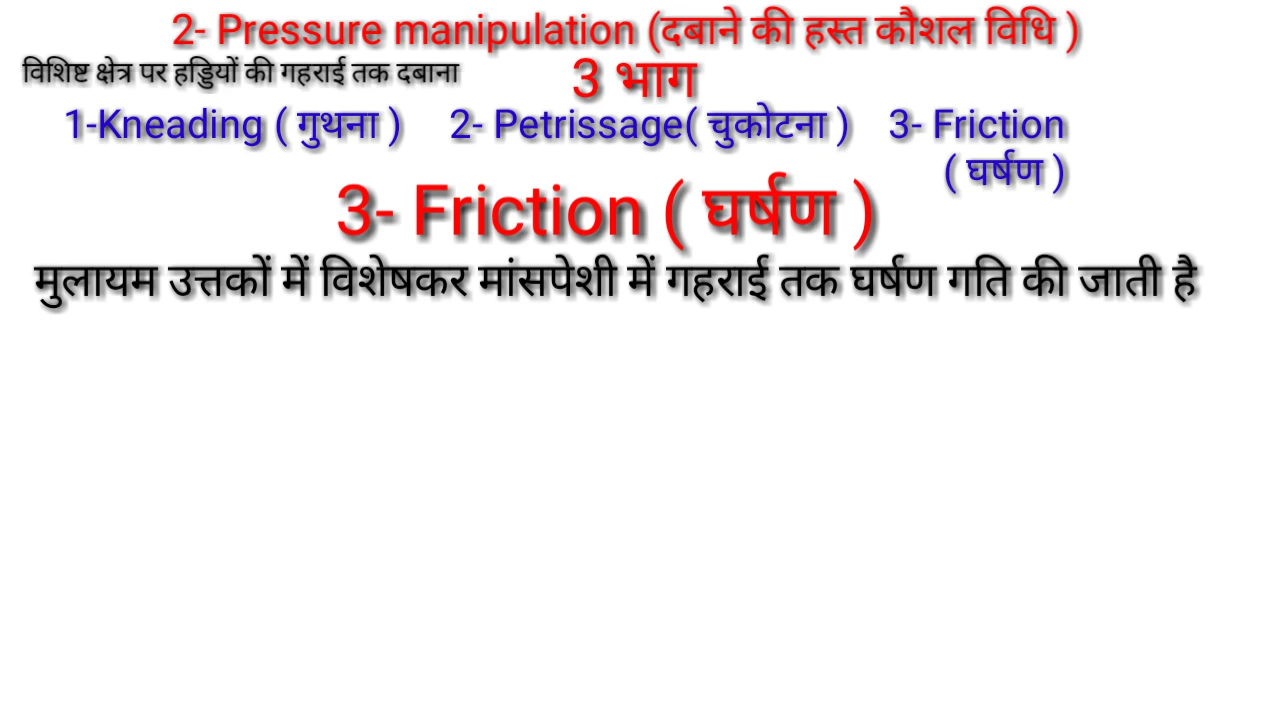 2- Pressure manipulation (दबाने की हस्त कौशल विधि )
विशिष्ट क्षेत्र पर हड्डियों की गहराई तक दबाना
3 भाग
1-Kneading ( गुथना ) 2- Petrissage( चुकोटना ) 3- Friction
( घर्षण )
3- Friction ( घर्षण )
मुलायम उत्तकों में विशेषकर मांसपेशी में गहराई तक घर्षण गति की जाती है